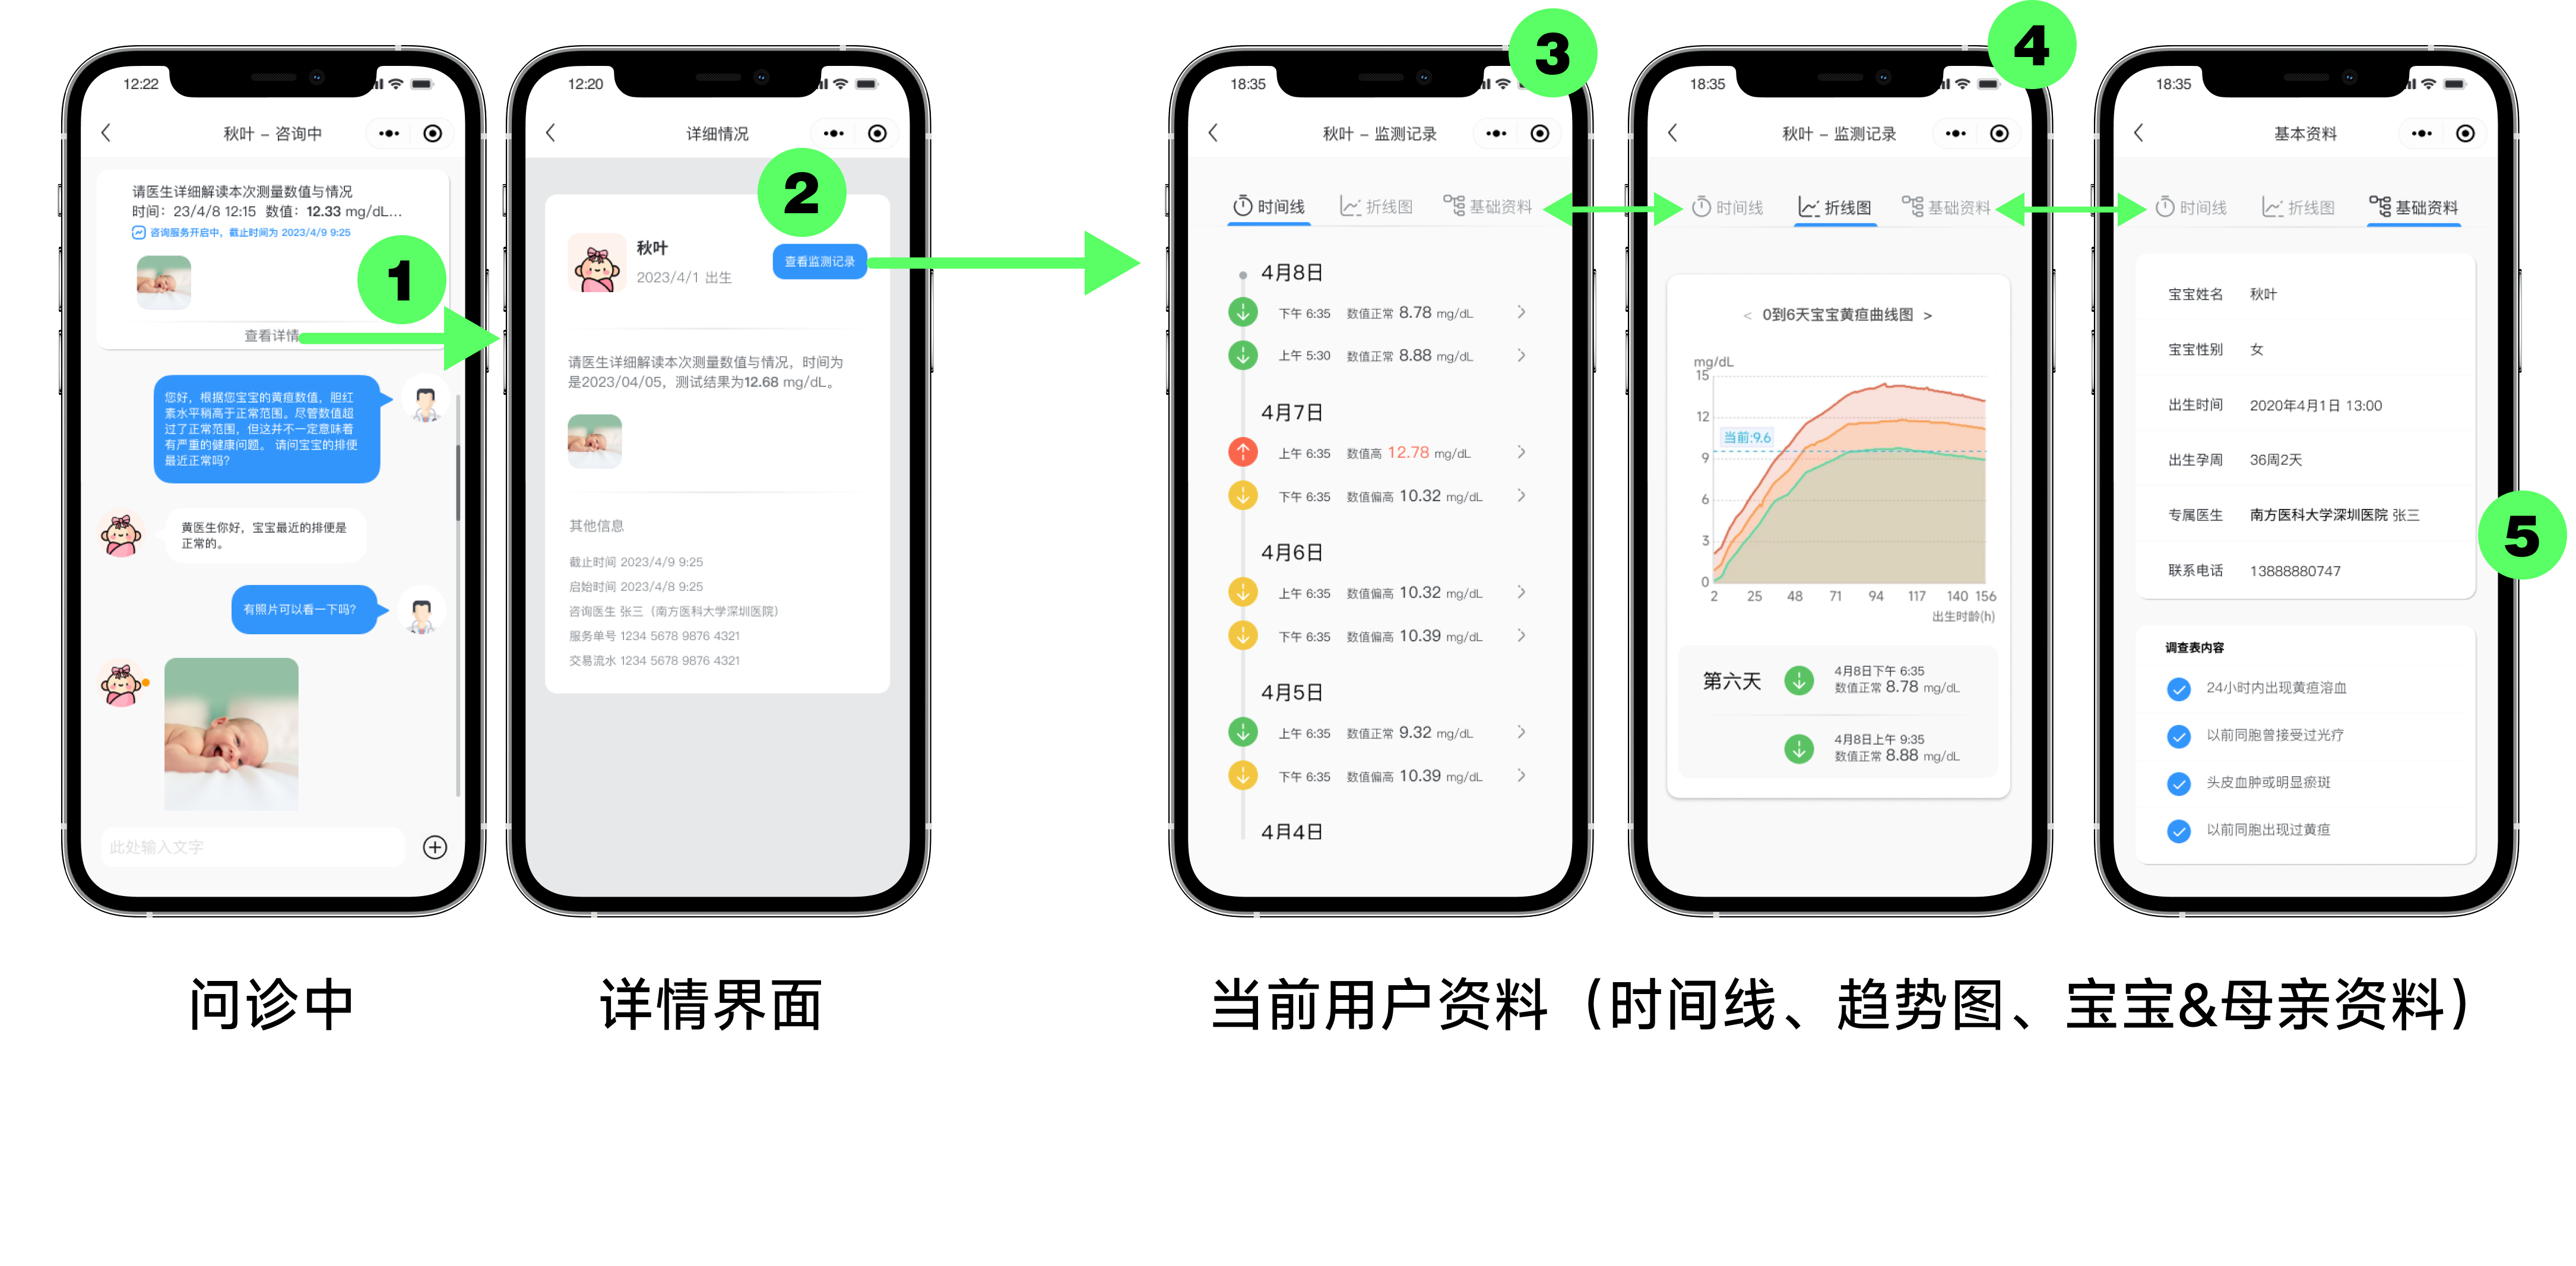 1
2
3
4
5
12:22
秋叶 – 咨询中
请医生详细解读本次测量数值与情况
时间：23/4/8 12:15 数值：12.33 mg/dL...
咨询服务开启中，截止时间为 2023/4/9 9:25
查看详情
您好，根据您宝宝的黄疸数值，胆红
素水平稍高于正常范围。尽管数值超
过了正常范围，但这并不一定意味着
有严重的健康问题。 请问宝宝的排便
最近正常吗?
黄医生你好，宝宝最近的排便是
正常的。
有照片可以看一下吗?
此处输入文字
12:20
详细情况
秋叶
2023/4/1 出生
查看监测记录
请医生详细解读本次测量数值与情况，时间为
是2023/04/05，测试结果为12.68 mg/dL。
其他信息
截止时间 2023/4/9 9:25
启始时间 2023/4/8 9:25
咨询医生 张三（南方医科大学深圳医院）
服务单号 1234 5678 9876 4321
交易流水 1234 5678 9876 4321
18:35
秋叶 – 监测记录
时间线 折线图 基础资料
4月8日
下午 6:35 数值正常 8.78 mg/dL
上午 5:30 数值正常 8.88 mg/dL
4月7日
上午 6:35 数值高 12.78 mg/dL
下午 6:35 数值偏高 10.32 mg/dL
4月6日
上午 6:35 数值偏高 10.32 mg/dL
下午 6:35 数值偏高 10.39 mg/dL
4月5日
上午 6:35 数值正常 9.32 mg/dL
下午 6:35 数值偏高 10.39 mg/dL
4月4日
18:35
秋叶 – 监测记录
时间线 折线图 基础资料
< 0到6天宝宝黄疸曲线图 >
mg/dL
15
12
当前:9.6
9
6
3
0
2 25 48 71 94 117 140 156
出生时龄(h)
第六天
4月8日下午 6:35
数值正常 8.78 mg/dL
4月8日上午 9:35
数值正常 8.88 mg/dL
18:35
基本资料
时间线 折线图 基础资料
宝宝姓名 秋叶
宝宝性别 女
出生时间 2020年4月1日 13:00
出生孕周 36周2天
专属医生 南方医科大学深圳医院 张三
联系电话 13888880747
调查表内容
24小时内出现黄疸溶血
以前同胞曾接受过光疗
头皮血肿或明显瘀斑
以前同胞出现过黄疸
问诊中
详情界面
当前用户资料（时间线、趋势图、宝宝&母亲资料）